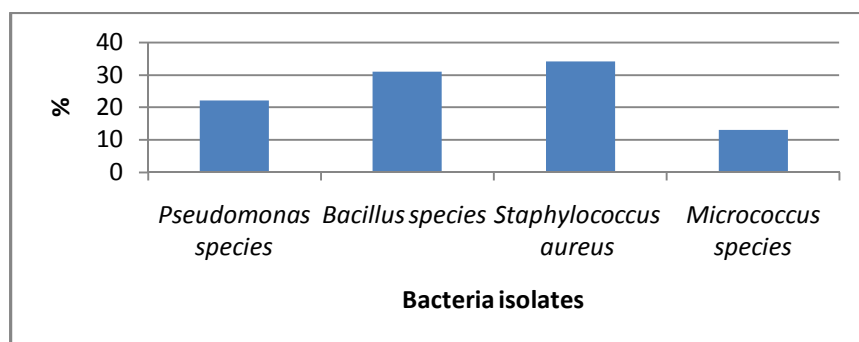 40
30
20
10
0
%
Pseudomonas species
Bacillus species
Staphylococcus aureus
Micrococcus species
Bacteria isolates